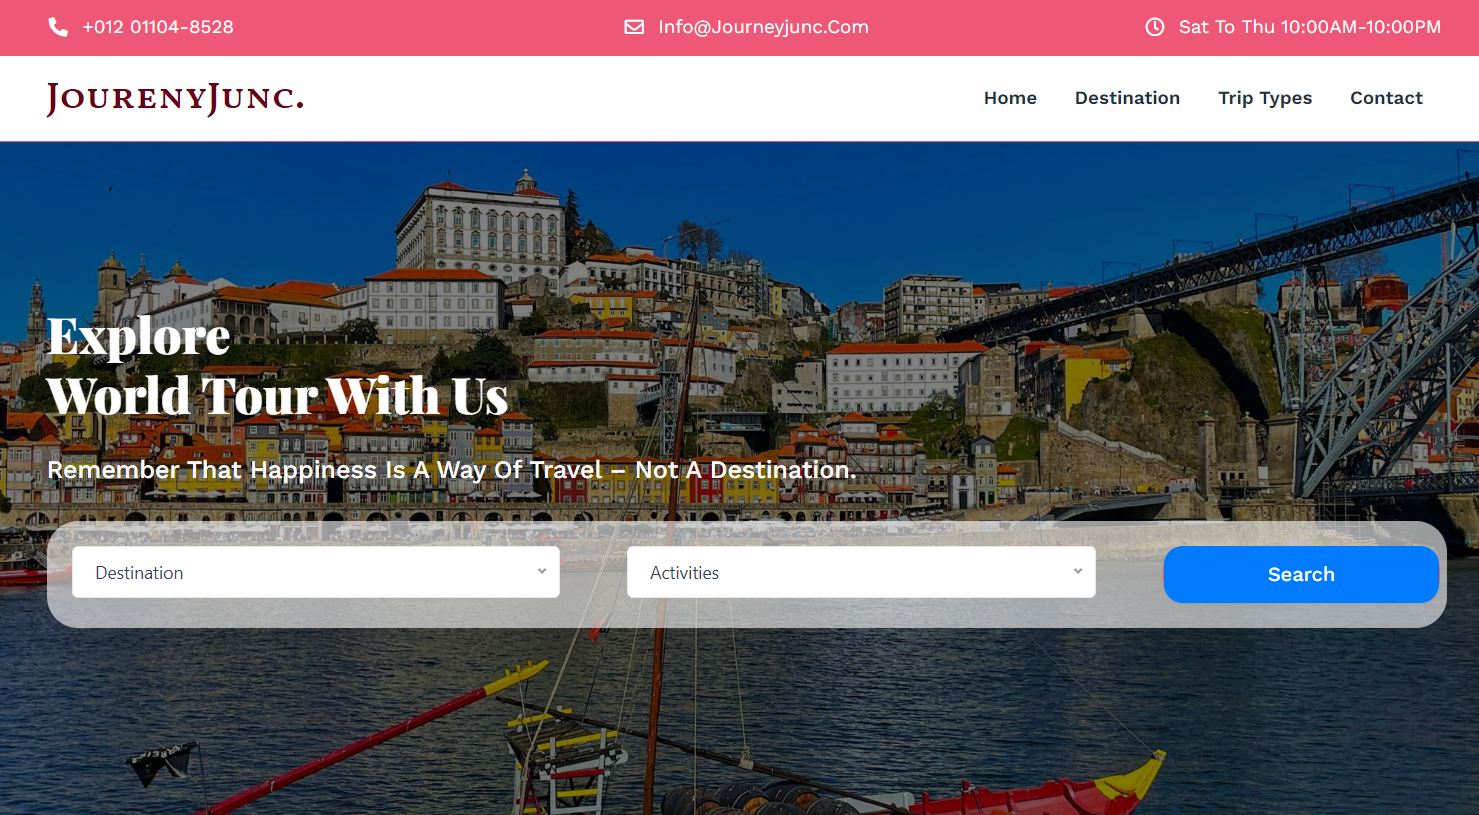 +012 01104-8528
Info@Journeyjunc.Com
Sat To Thu 10:00AM-10:00PM
JourenyJunc.
Home
Destination
Trip Types
Contact
Explore
World Tour With Us
Remember That Happiness Is A Way Of Travel – Not A Destination.
Destination
Activities
Search